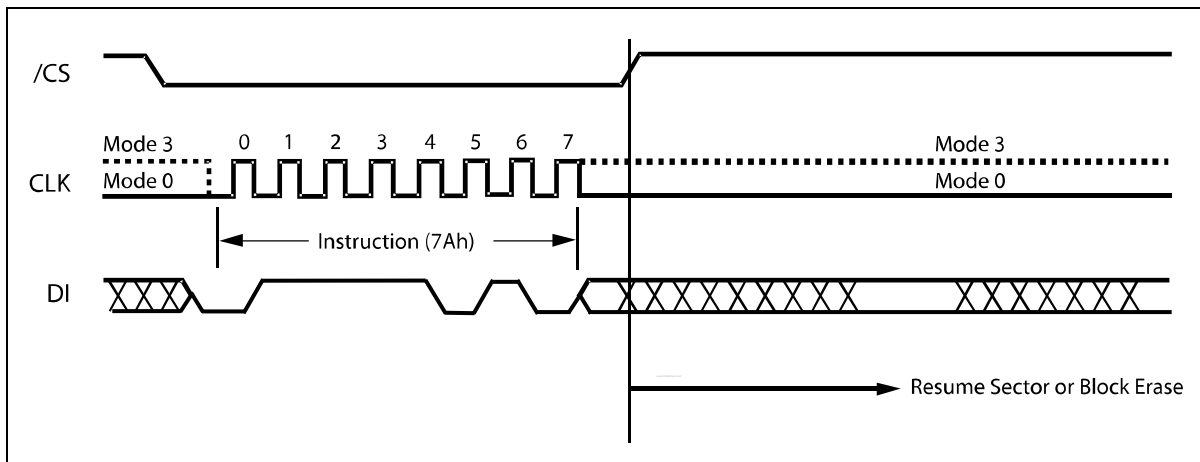 /CS
Mode 3
0 1 2 3 4 5 6 7
Mode 3
CLK
Mode 0
Mode 0
Instruction (7Ah)
DI
Resume Sector or Block Erase